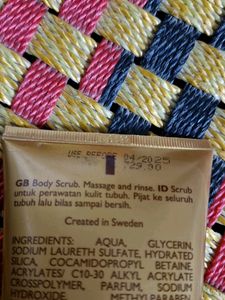 USE BEFORE 04/2025
29.90
GB Body Scrub. Massage and rinse. ID Scrub
untuk perawatan kulit tubuh. Pijat ke seluruh
tubuh lalu bilas sampai bersih.
Created in Sweden
INGREDIENTS: AQUA, GLYCERIN,
SODIUM LAURETH SULFATE, HYDRATED
SILICA, COCAMIDOPROPYL BETAINE,
ACRYLATES/ C10-30 ALKYL ACRYLATE
CROSSPOLYMER, PARFUM, SODIUM
HYDROXIDE, METHYLPARABEN,